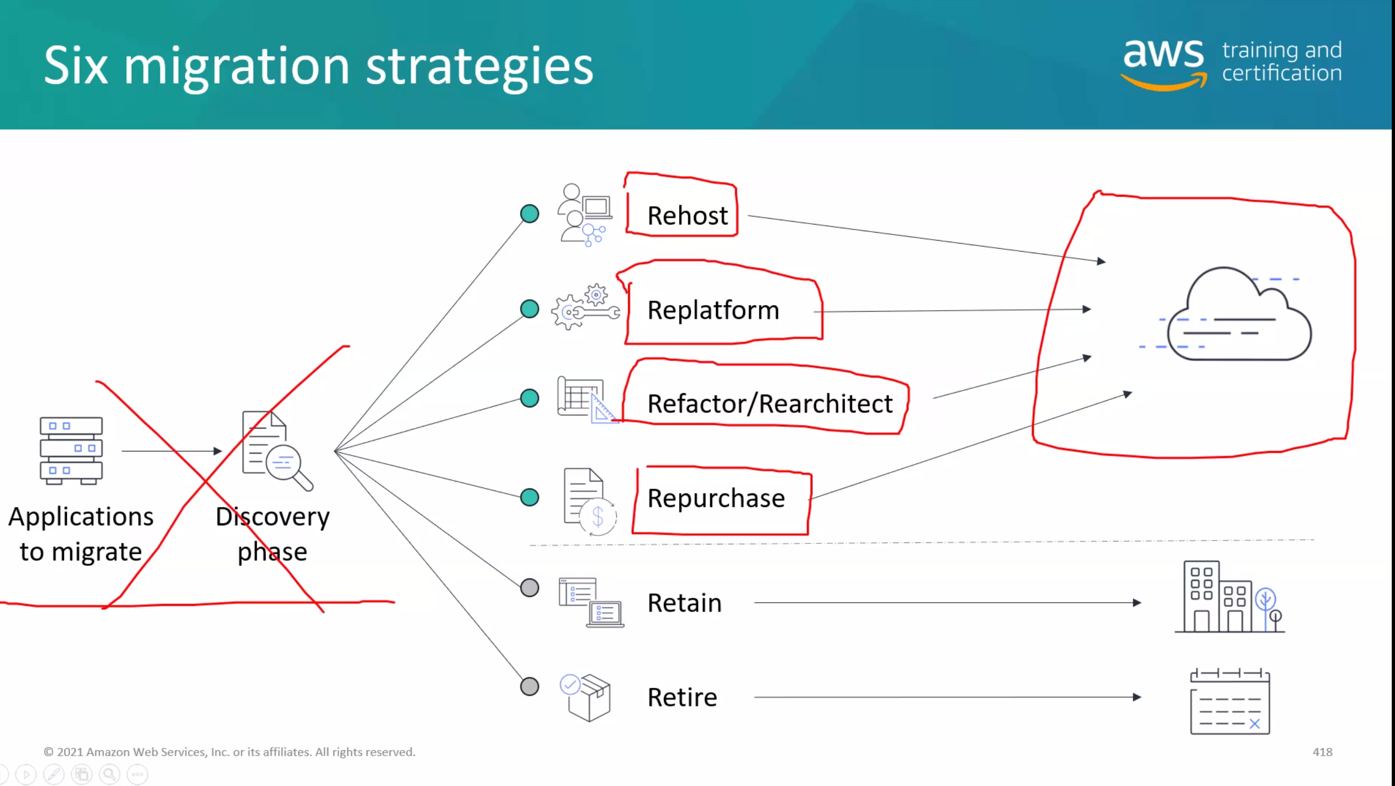 Six migration strategies
aws training and
certification
Rehost
Replatform
Refactor/Rearchitect
Repurchase
Applications
to migrate
Discovery
phase
Retain
Retire
© 2021 Amazon Web Services, Inc. or its affiliates. All rights reserved.
418